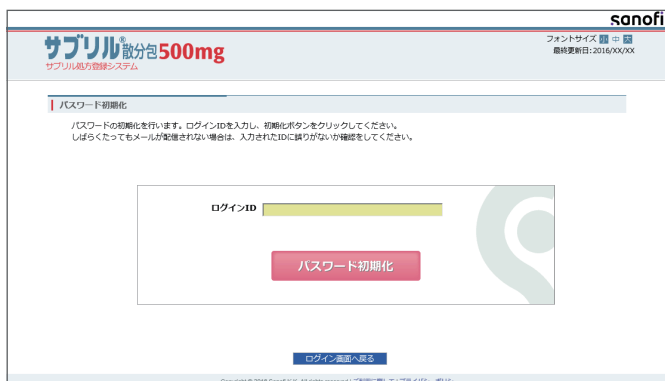 sanofi
サブリル®散分包500mg
サブリル処方登録システム
フォントサイズ 小 中 大
最終更新日:2016/XX/XX
パスワード初期化
パスワードの初期化を行います。ログインIDを入力し、初期化ボタンをクリックしてください。
しばらくたってもメールが配信されない場合は、入力されたIDに誤りがないか確認をしてください。
ログインID
パスワード初期化
ログイン画面へ戻る